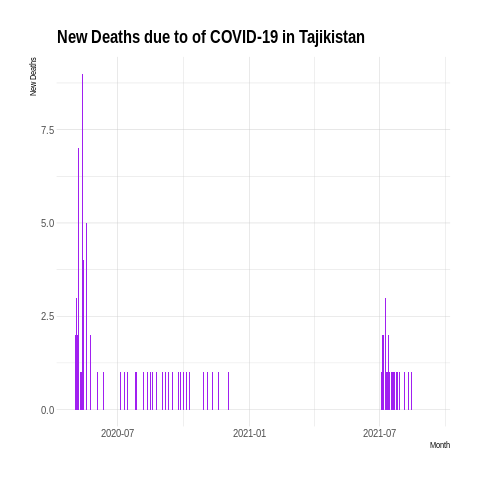 New Deaths due to of COVID-19 in Tajikistan
New Deaths
7.5
5.0
2.5
0.0
2020-07
2021-01
2021-07
Month